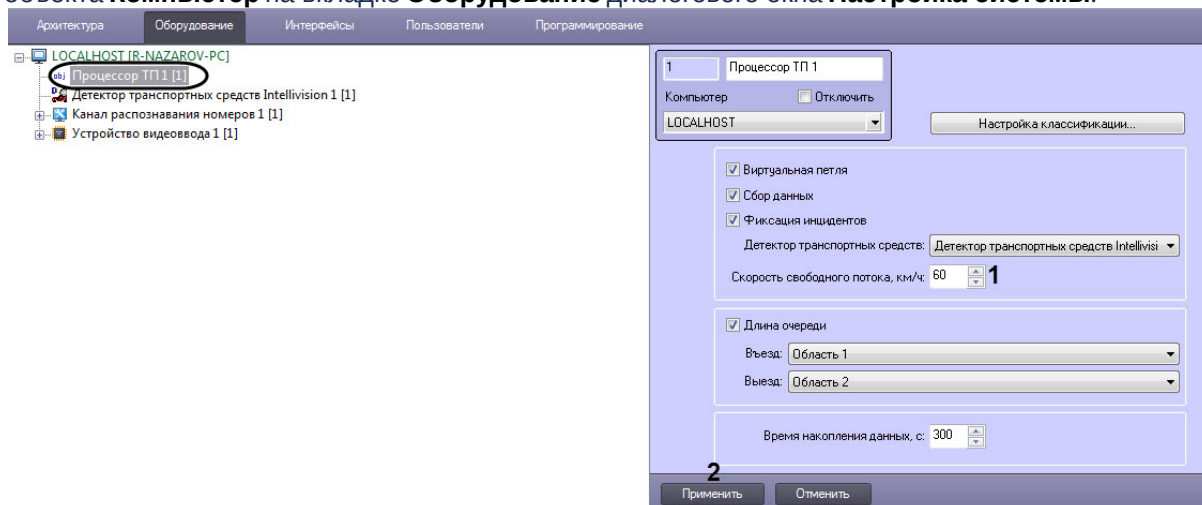 объекта Компьютер на вкладке Оборудование диалогового окна Настройка системы.
Архитектура Оборудование Интерфейсы Пользователи Программирование
LOCALHOST [R-NAZAROV-PC]
Процессор ТП 1 [1]
Детектор транспортных средств Intellivision 1 [1]
Канал распознавания номеров 1 [1]
Устройство видеоввода 1 [1]
1 Процессор ТП 1
Компьютер Отключить
LOCALHOST Настройка классификации...
Виртуальная петля
Сбор данных
Фиксация инцидентов
Детектор транспортных средств: Детектор транспортных средств Intellivisi
Скорость свободного потока, км/ч: 60 1
Длина очереди
Въезд: Область 1
Выезд: Область 2
Время накопления данных, с: 300
2
Применить Отменить